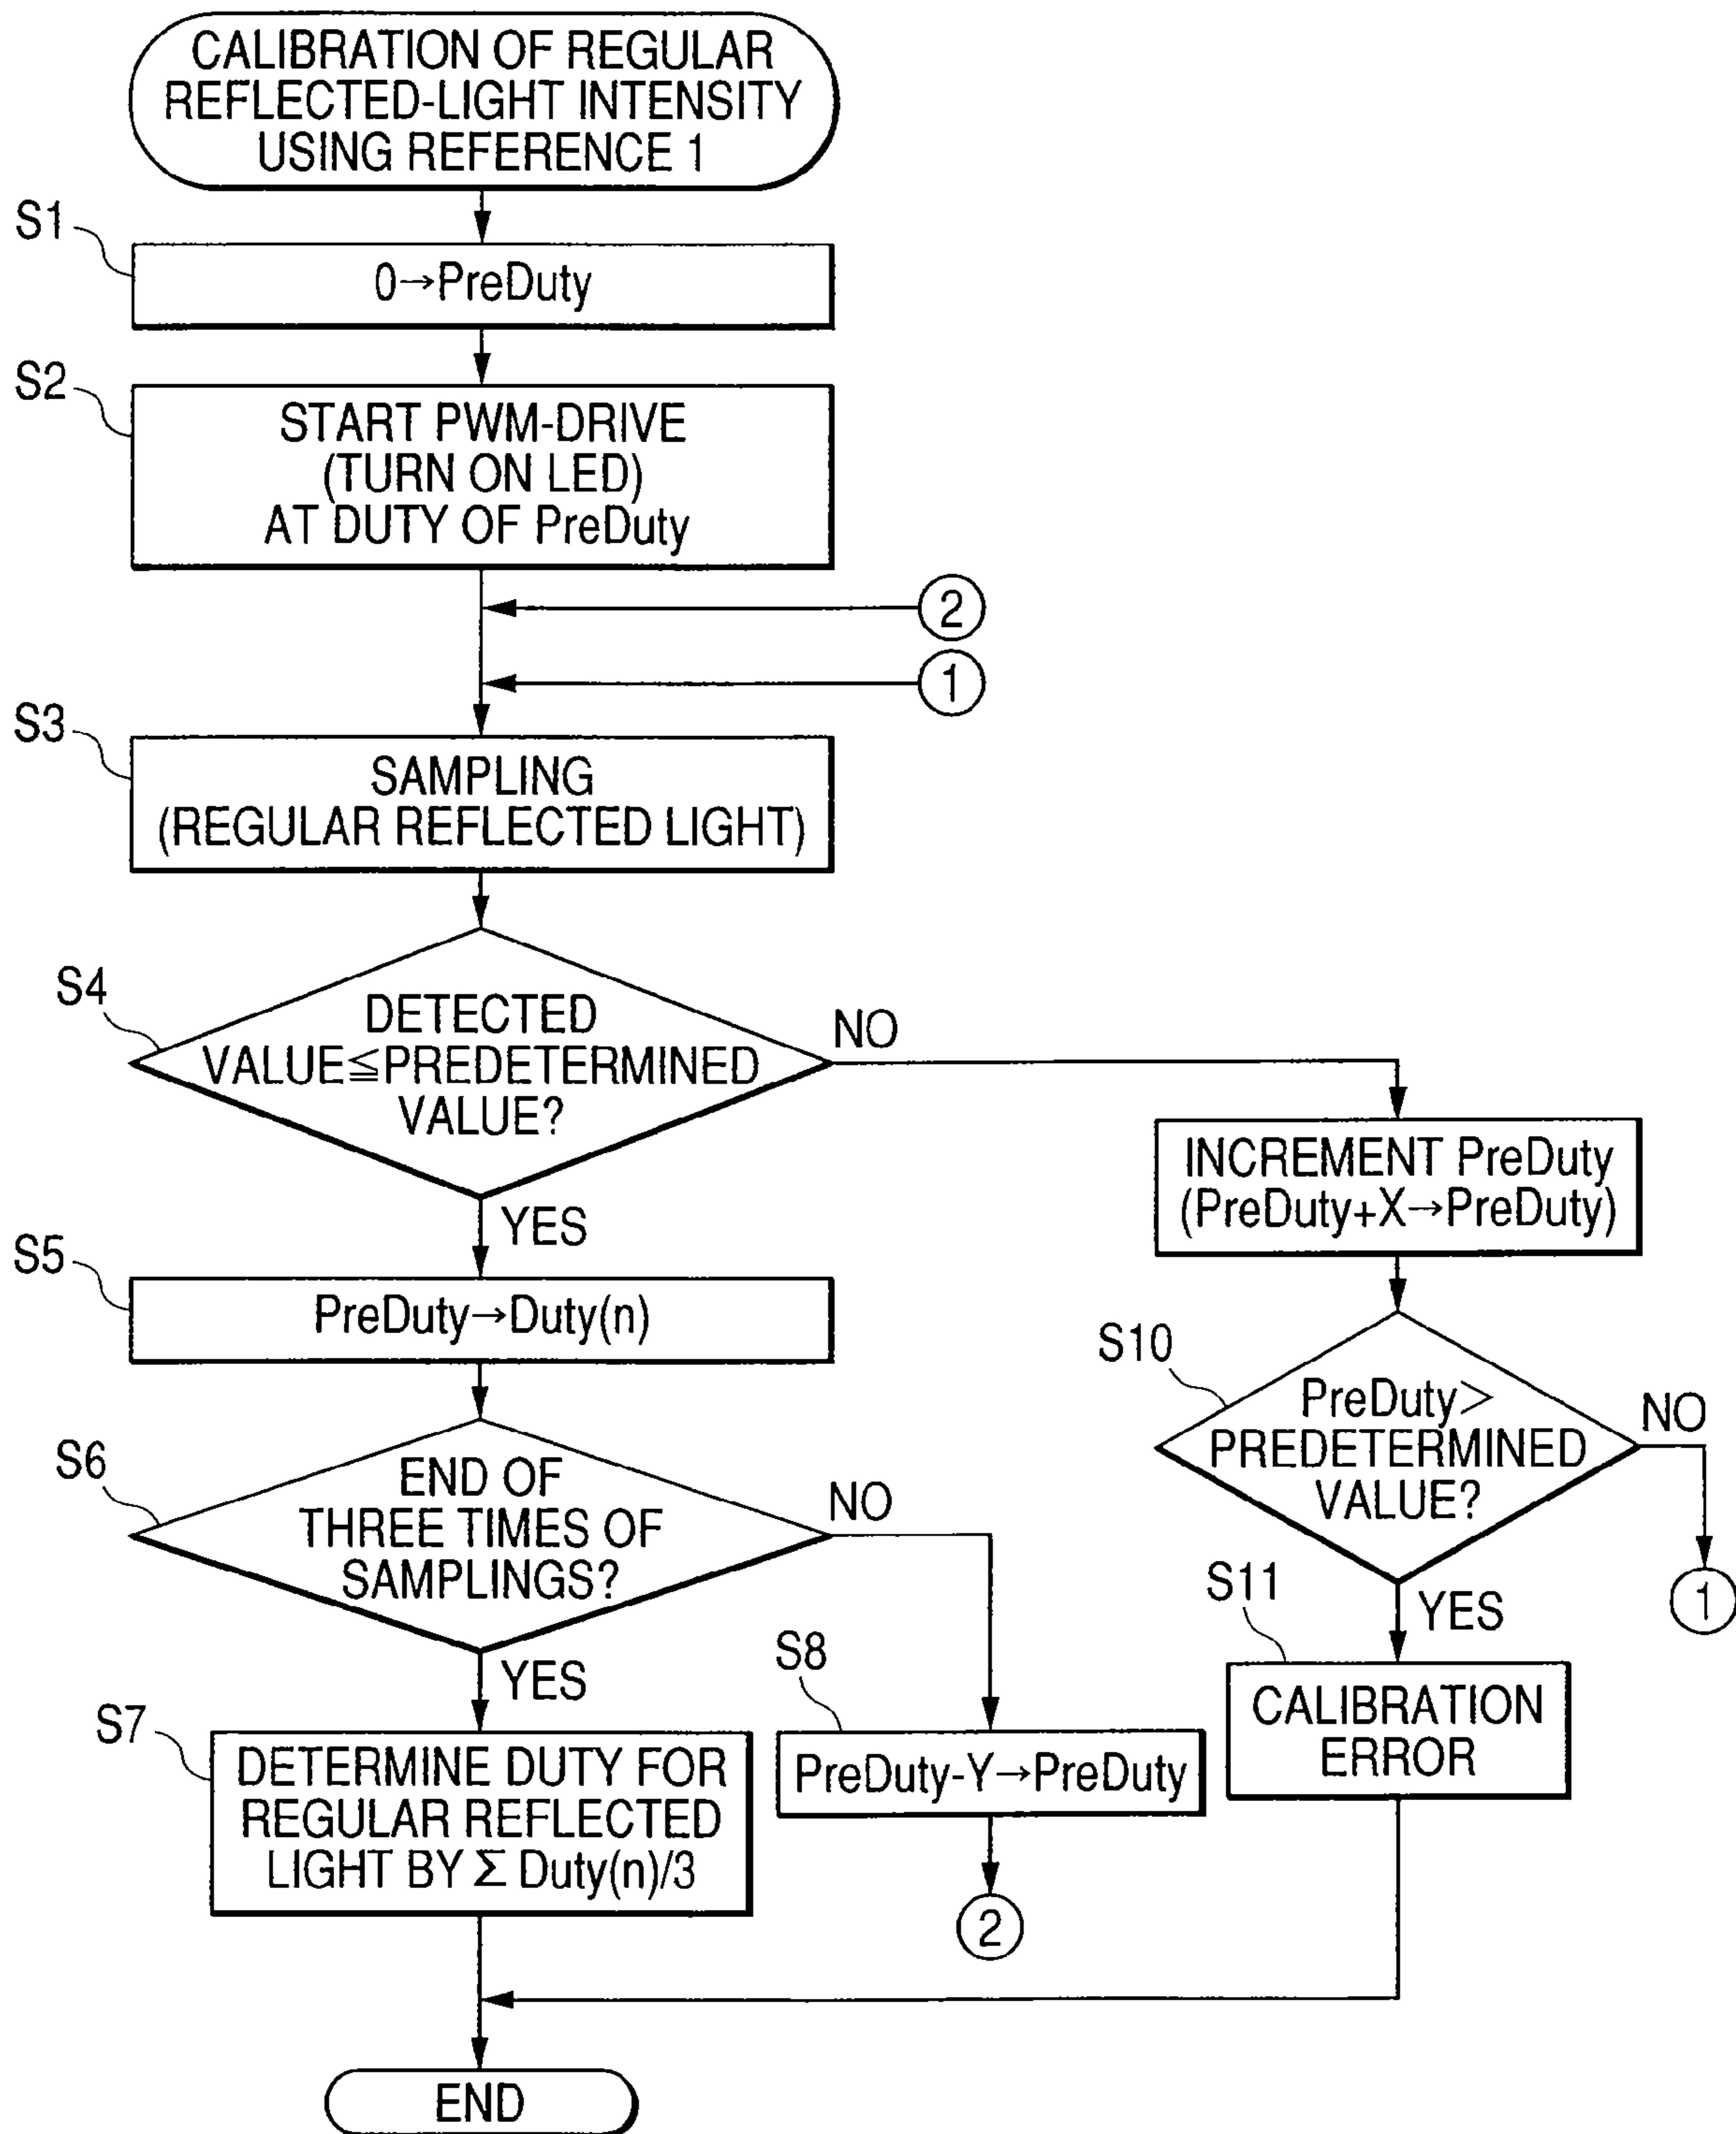 CALIBRATION OF REGULAR
REFLECTED-LIGHT INTENSITY
USING REFERENCE 1
S1
0→PreDuty
S2
START PWM-DRIVE
(TURN ON LED)
AT DUTY OF PreDuty
2
1
S3
SAMPLING
(REGULAR REFLECTED LIGHT)
S4
DETECTED
VALUE≦PREDETERMINED
VALUE?
NO
YES
INCREMENT PreDuty
(PreDuty+X→PreDuty)
S5
PreDuty→Duty(n)
S10
PreDuty>
PREDETERMINED
VALUE?
NO
1
YES
S6
END OF
THREE TIMES OF
SAMPLINGS?
NO
YES
S11
CALIBRATION
ERROR
S8
PreDuty-Y→PreDuty
2
S7
DETERMINE DUTY FOR
REGULAR REFLECTED
LIGHT BY Σ Duty(n)/3
END